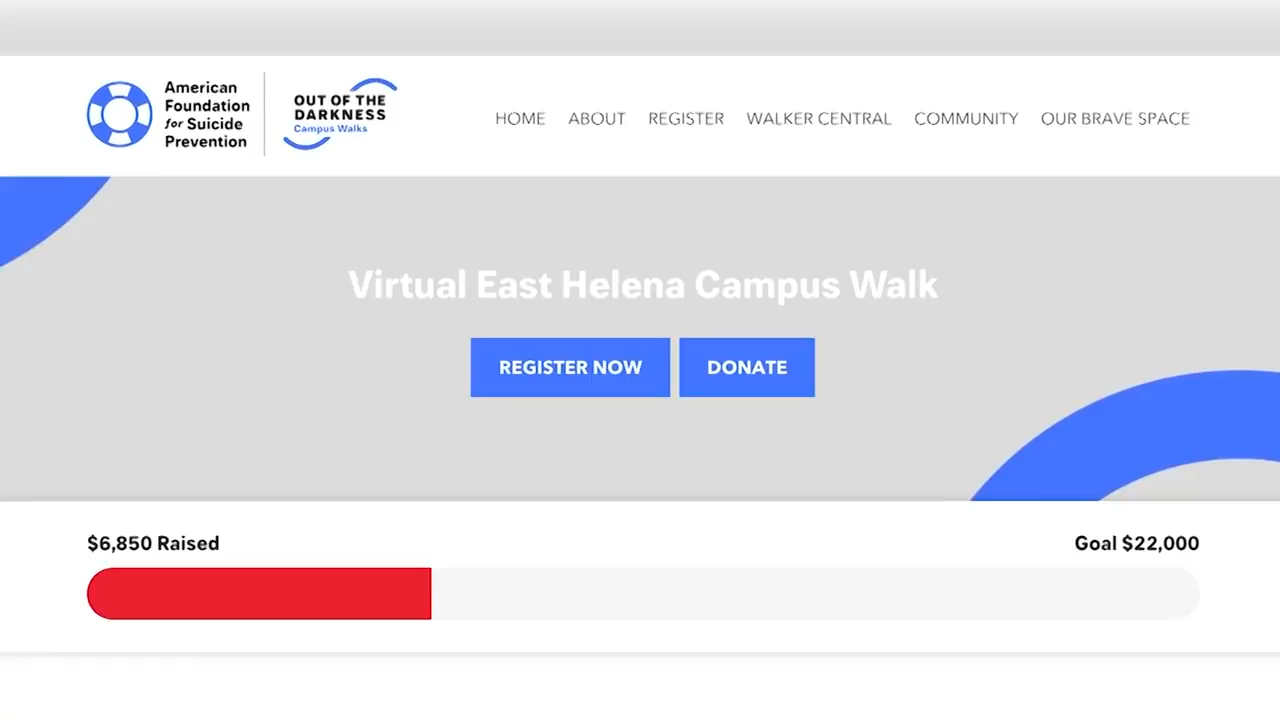 American
Foundation
for Suicide
Prevention
OUT OF THE
DARKNESS
Campus Walks
HOME ABOUT REGISTER WALKER CENTRAL COMMUNITY OUR BRAVE SPACE
Virtual East Helena Campus Walk
REGISTER NOW DONATE
$6,850 Raised Goal $22,000